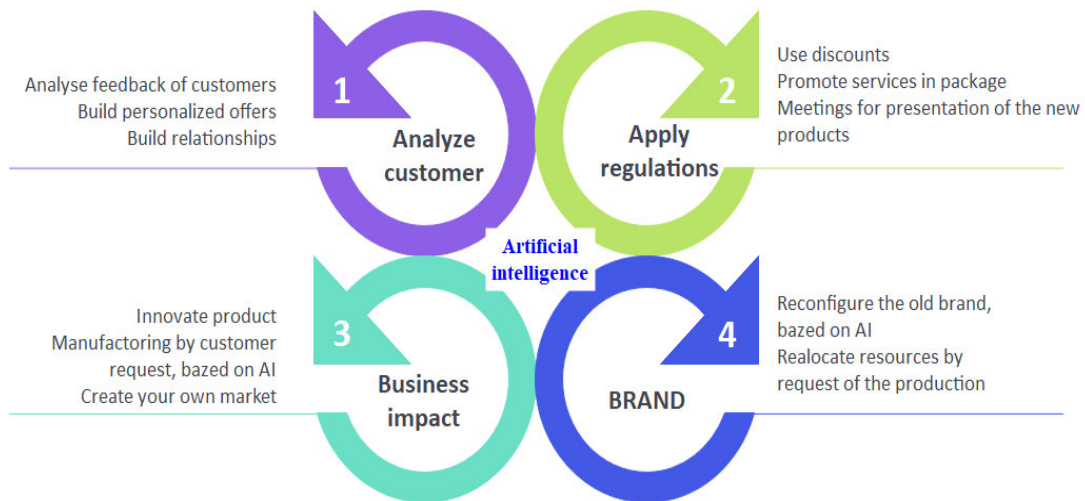 Analyse feedback of customers
Build personalized offers
Build relationships
1
Analyze
customer
2
Apply
regulations
Use discounts
Promote services in package
Meetings for presentation of the new
products
Artificial
intelligence
Innovate product
Manufactoring by customer
request, based on AI
Create your own market
3
Business
impact
4
BRAND
Reconfigure the old brand,
based on AI
Realocate resources by
request of the production